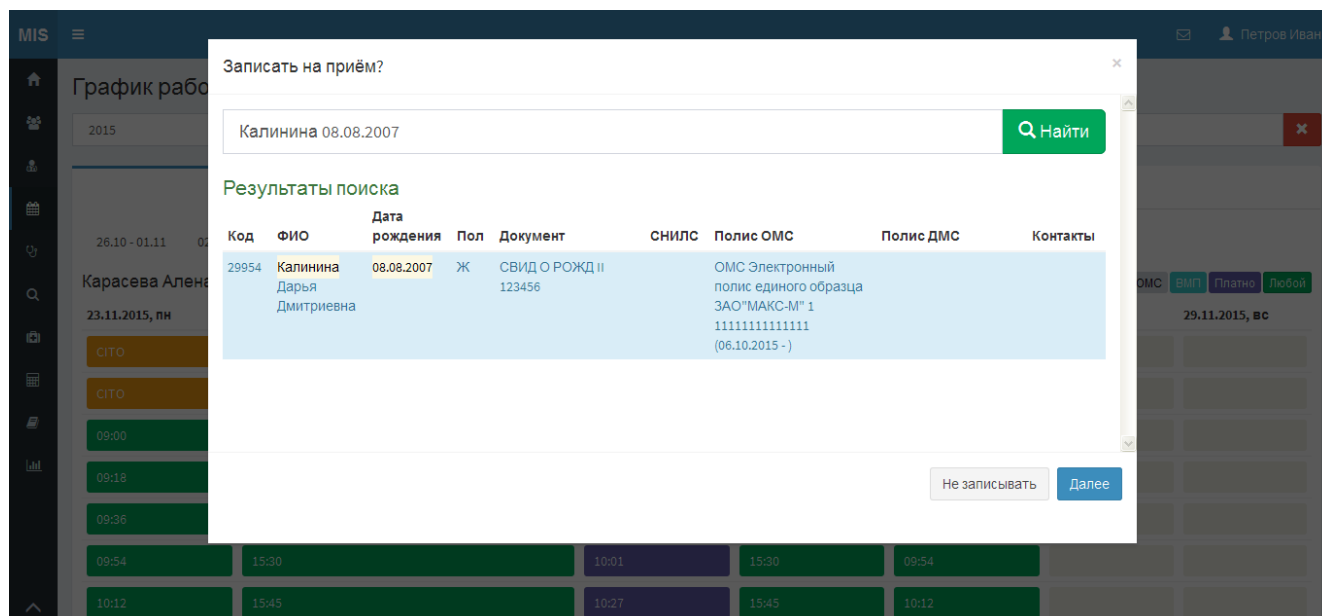 MIS
Петров Иван
График рабо
2015
26.10 - 01.11 02
Карасева Алена
ОМС ВМП Платно Любой
23.11.2015, пн
29.11.2015, вс
CITO
CITO
09:00
09:18
09:36
09:54 15:30 10:01 15:30 09:54
10:12 15:45 10:27 15:45 10:12
Записать на приём?
×
Калинина 08.08.2007
Найти
Результаты поиска
Код ФИО Дата рождения Пол Документ СНИЛС Полис ОМС Полис ДМС Контакты
29954 Калинина 08.08.2007 Ж СВИД О РОЖД II ОМС Электронный
Дарья 123456 полис единого образца
Дмитриевна ЗАО"МАКС-М" 1
11111111111111
(06.10.2015 - )
Не записывать Далее